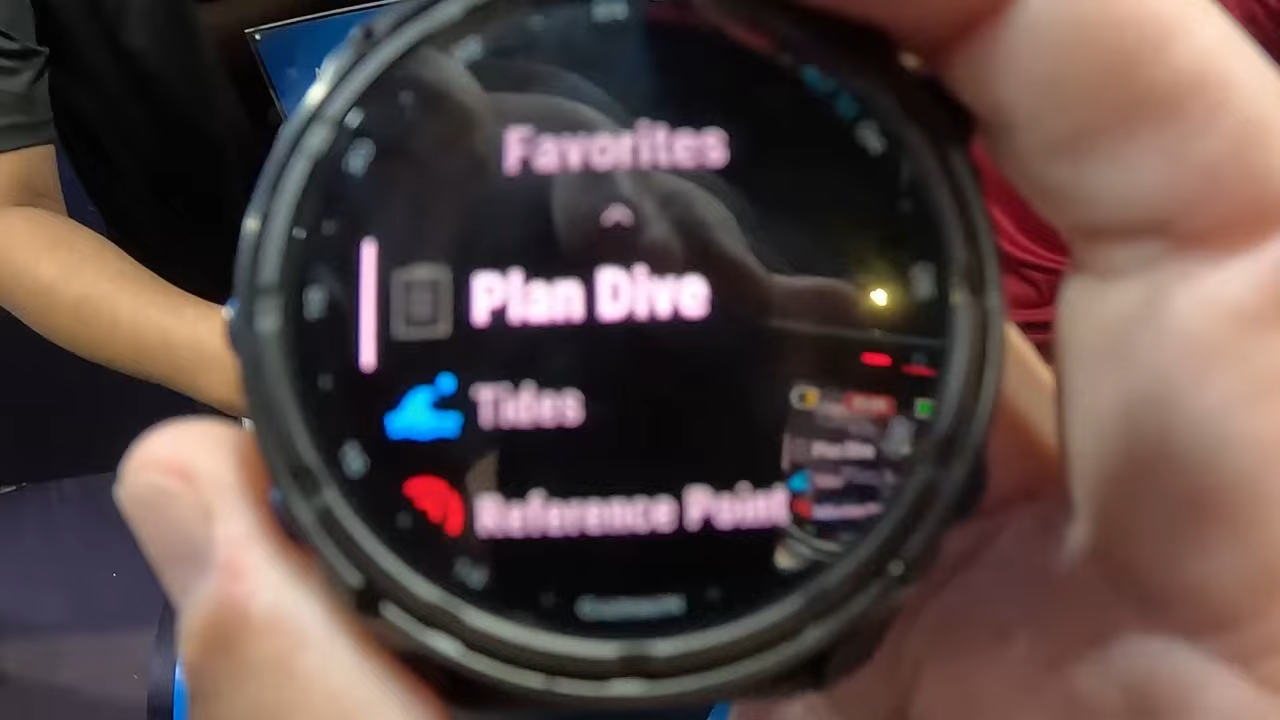 Favorites
Plan Dive
Tides
Reference Point